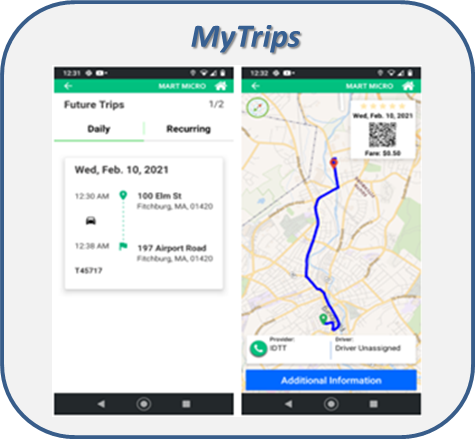 MyTrips
12:31
MART MICRO
Future Trips 1/2
Daily Recurring
Wed, Feb. 10, 2021
12:30 AM 100 Elm St
Fitchburg, MA, 01420
12:38 AM 197 Airport Road
Fitchburg, MA, 01420
T45717
12:32
MART MICRO
Wed, Feb. 10, 2021
Fare: $0.50
Provider: Driver:
IDTT Driver Unassigned
Additional Information